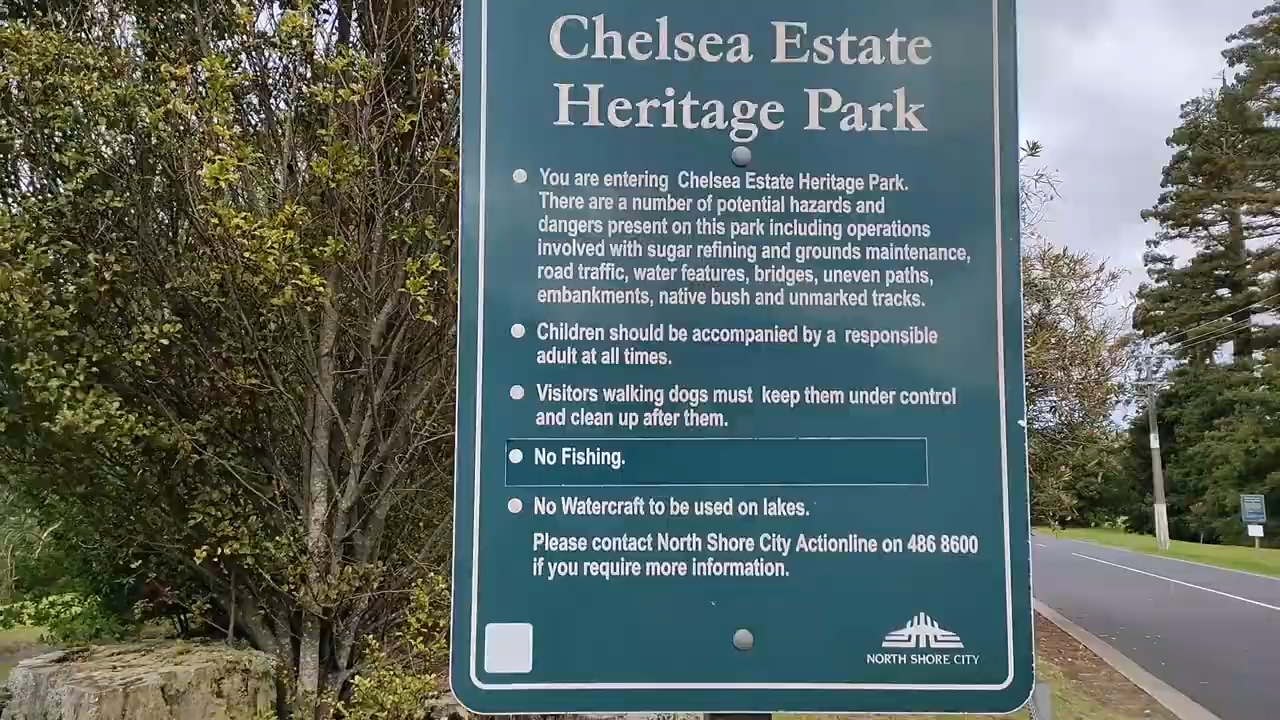 Chelsea Estate
Heritage Park
You are entering Chelsea Estate Heritage Park.
There are a number of potential hazards and
dangers present on this park including operations
involved with sugar refining and grounds maintenance,
road traffic, water features, bridges, uneven paths,
embankments, native bush and unmarked tracks.
Children should be accompanied by a responsible
adult at all times.
Visitors walking dogs must keep them under control
and clean up after them.
No Fishing.
No Watercraft to be used on lakes.
Please contact North Shore City Actionline on 486 8600
if you require more information.
NORTH SHORE CITY